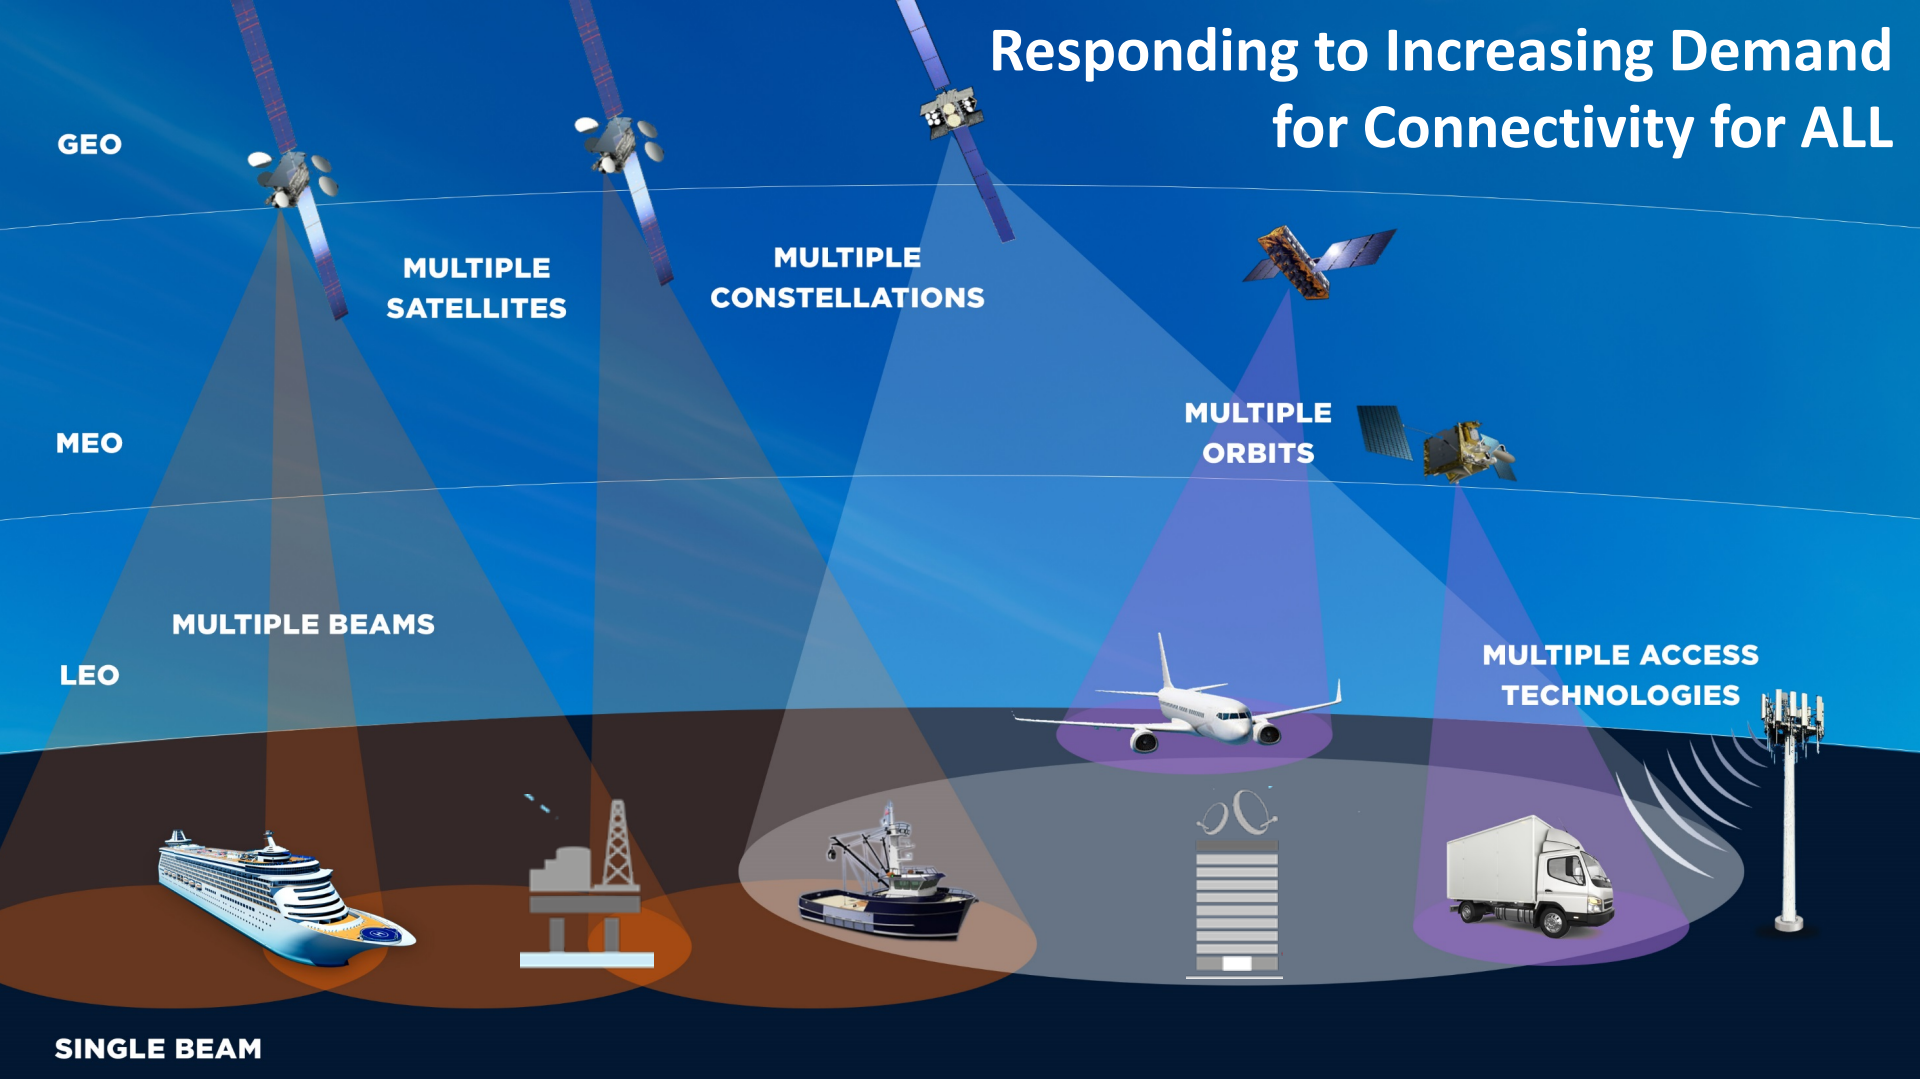 Responding to Increasing Demand
for Connectivity for ALL
GEO
MULTIPLE
SATELLITES
MULTIPLE
CONSTELLATIONS
MULTIPLE
ORBITS
MEO
MULTIPLE BEAMS
LEO
MULTIPLE ACCESS
TECHNOLOGIES
SINGLE BEAM